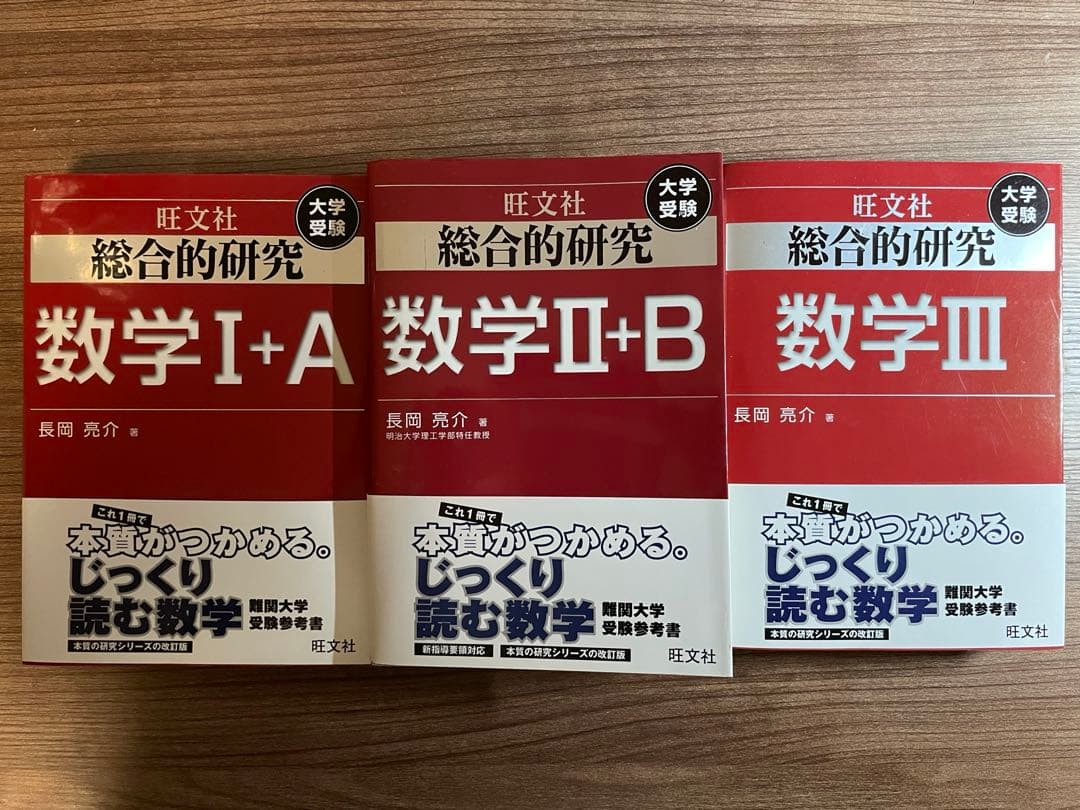 大学
受験
旺文社
総合的研究
数学I+A
長岡 亮介 著
これ1冊で
本質がつかめる。
じっくり
読む数学
難関大学
受験参考書
本質の研究シリーズの改訂版
旺文社
大学
受験
旺文社
総合的研究
数学II+B
長岡 亮介 著
明治大学理工学部特任教授
これ1冊で
本質がつかめる。
じっくり
読む数学
難関大学
受験参考書
新指導要領対応 本質の研究シリーズの改訂版
旺文社
大学
受験
旺文社
総合的研究
数学III
長岡 亮介 著
これ1冊で
本質がつかめる。
じっくり
読む数学
難関大学
受験参考書
本質の研究シリーズの改訂版
旺文社